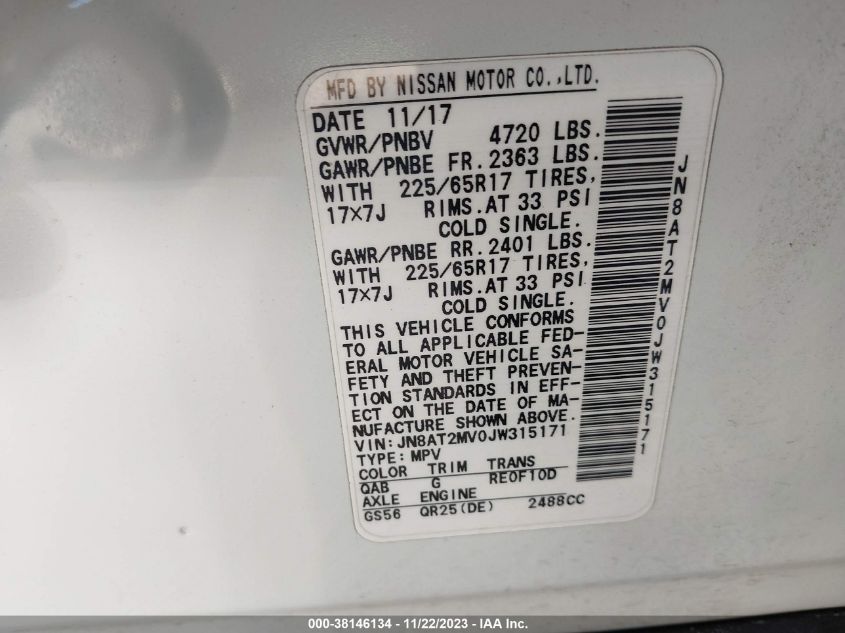 MFD BY NISSAN MOTOR CO.,LTD.
DATE 11/17
GVWR/PNBV 4720 LBS.
GAWR/PNBE FR. 2363 LBS.
WITH 225/65R17 TIRES,
17×7J RIMS. AT 33 PSI
COLD SINGLE.
GAWR/PNBE RR. 2401 LBS.
WITH 225/65R17 TIRES,
17×7J RIMS. AT 33 PSI
COLD SINGLE.
THIS VEHICLE CONFORMS
TO ALL APPLICABLE FED-
ERAL MOTOR VEHICLE SA-
FETY AND THEFT PREVEN-
TION STANDARDS IN EFF-
ECT ON THE DATE OF MA-
NUFACTURE SHOWN ABOVE.
VIN: JN8AT2MV0JW315171
TYPE: MPV
COLOR TRIM TRANS
QAB G RE0F10D
AXLE ENGINE
GS56 QR25(DE) 2488CC
JN8AT2MV0JW315171
000-38146134 - 11/22/2023 - IAA Inc.